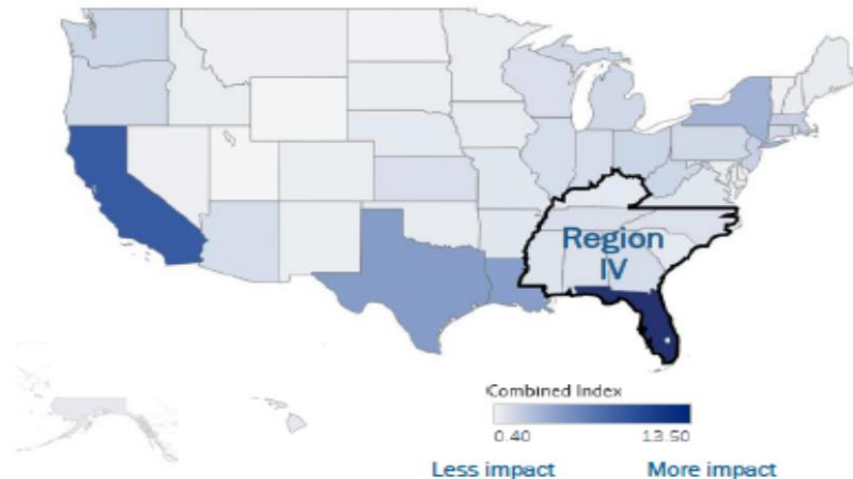 Region
IV
Combined Index
0.40 13.50
Less impact More impact